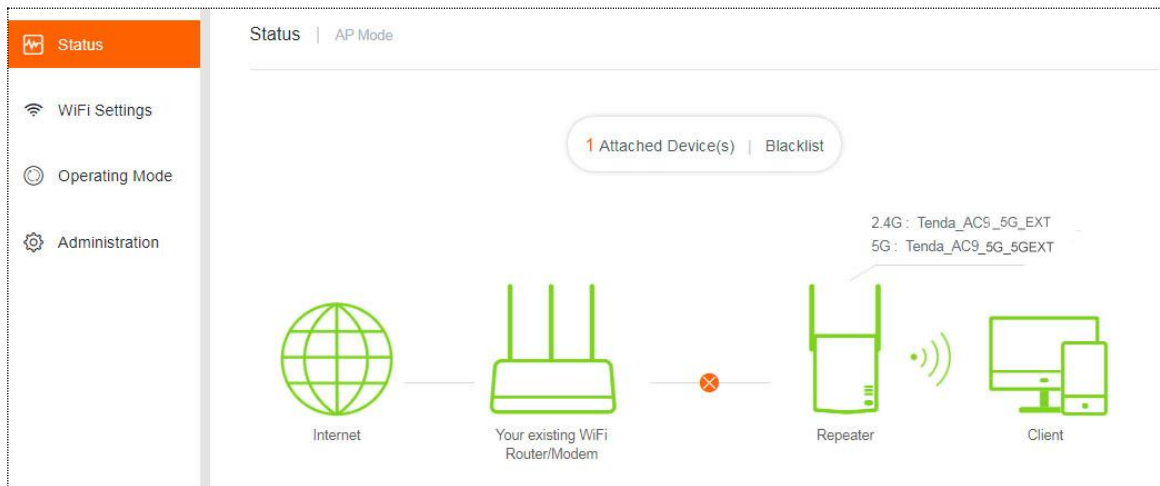 Status
WiFi Settings
Operating Mode
Administration
Status | AP Mode
1 Attached Device(s) | Blacklist
2.4G : Tenda_AC9_5G_EXT
5G : Tenda_AC9_5G_5GEXT
Internet
Your existing WiFi
Router/Modem
Repeater
Client